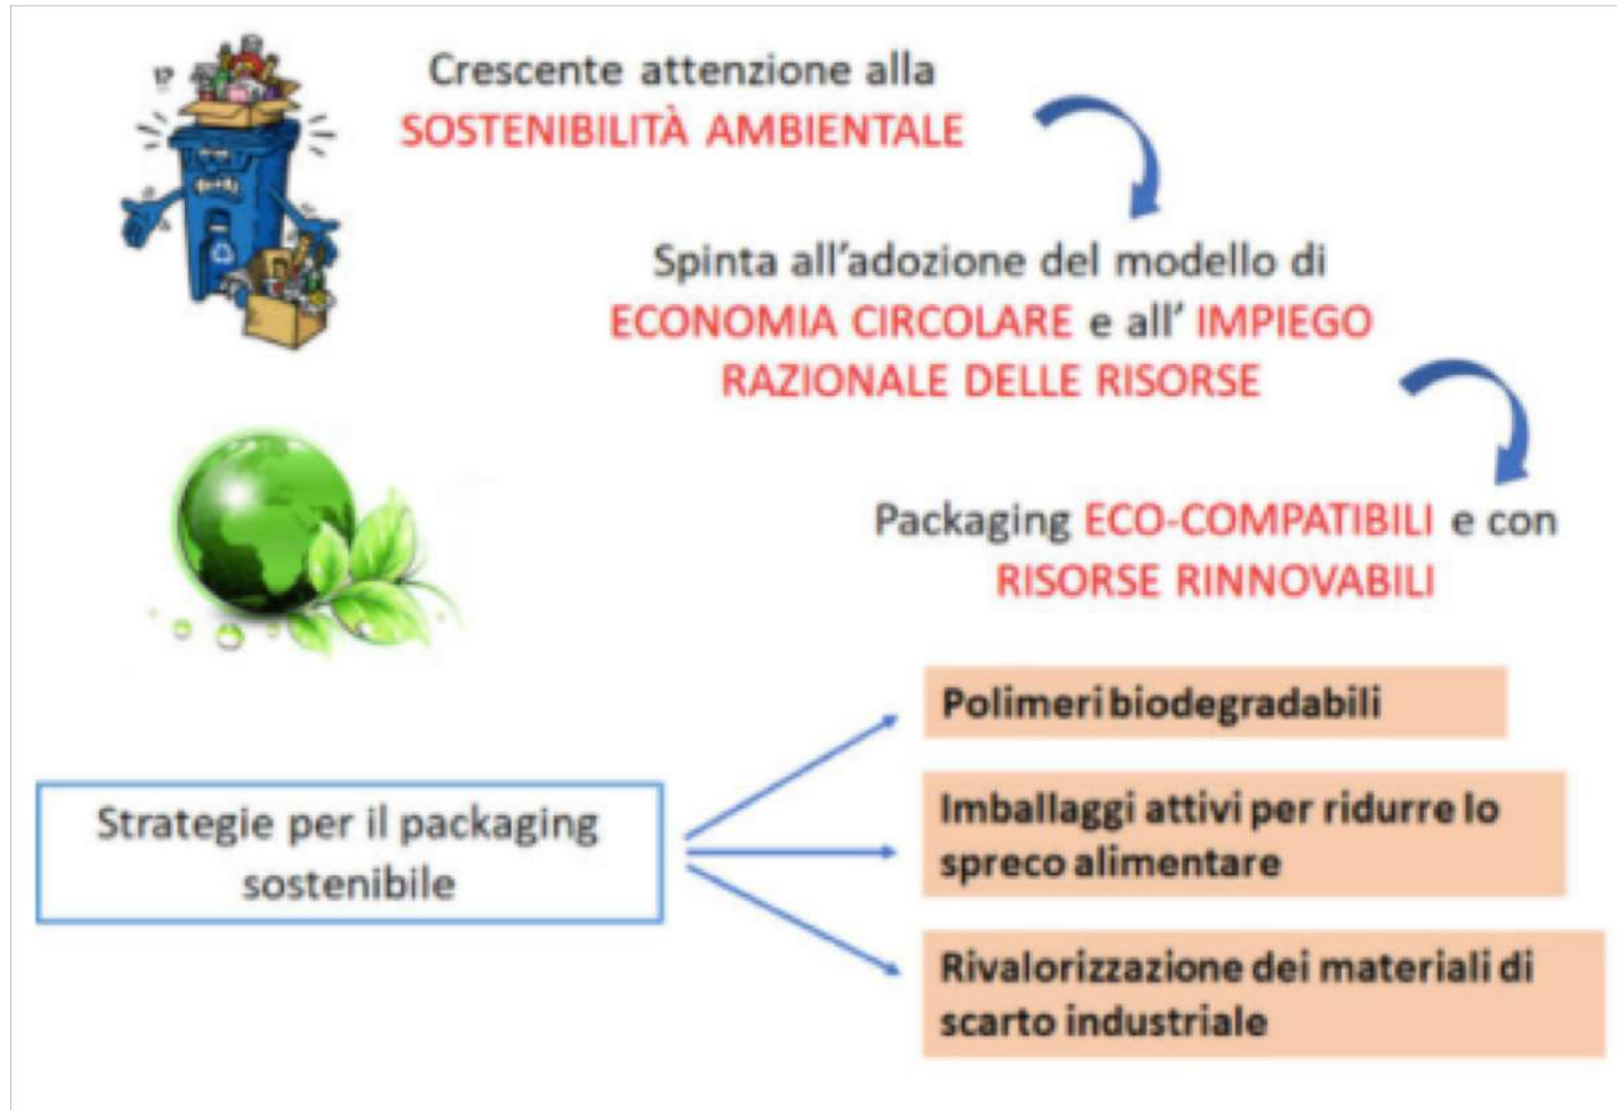 Crescente attenzione alla
SOSTENIBILITÀ AMBIENTALE
Spinta all'adozione del modello di
ECONOMIA CIRCOLARE e all' IMPIEGO
RAZIONALE DELLE RISORSE
Packaging ECO-COMPATIBILI e con
RISORSE RINNOVABILI
Polimeri biodegradabili
Strategie per il packaging
sostenibile
Imballaggi attivi per ridurre lo
spreco alimentare
Rivalorizzazione dei materiali di
scarto industriale